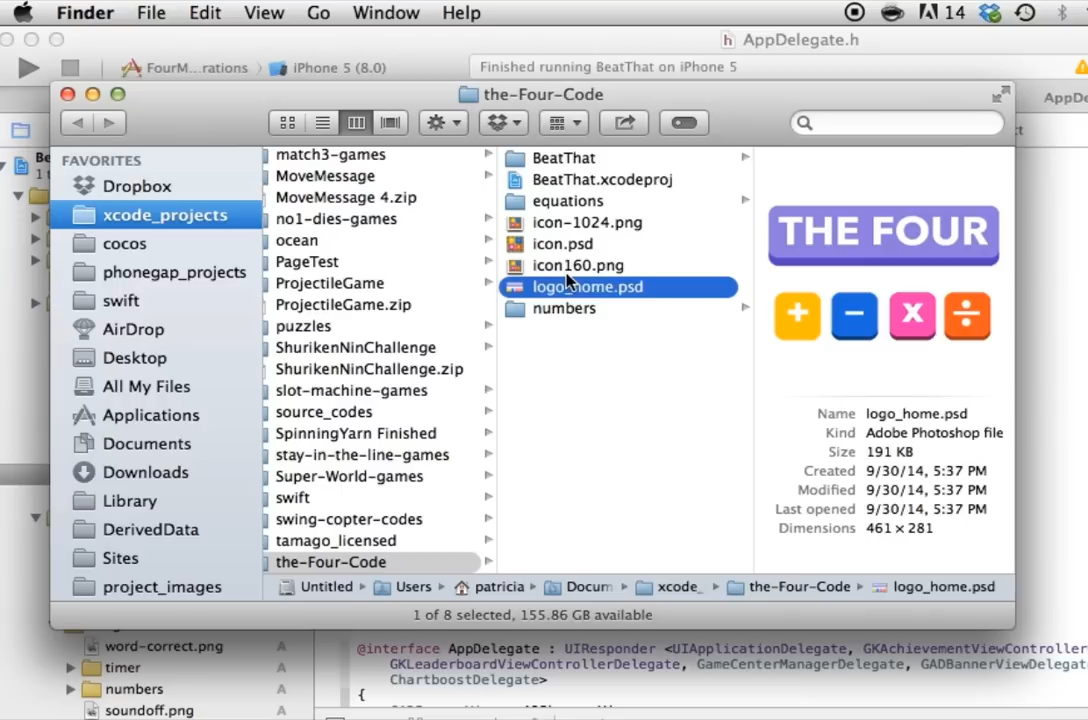 Finder File Edit View Go Window Help 14
AppDelegate.h
FourM...rations iPhone 5 (8.0) Finished running BeatThat on iPhone 5
the-Four-Code
AppDe
FAVORITES
Dropbox
xcode_projects
cocos
phonegap_projects
swift
AirDrop
Desktop
All My Files
Applications
Documents
Downloads
Library
DerivedData
Sites
project_images
match3-games
MoveMessage
MoveMessage 4.zip
no1-dies-games
ocean
PageTest
ProjectileGame
ProjectileGame.zip
puzzles
ShurikenNinChallenge
ShurikenNinChallenge.zip
slot-machine-games
source_codes
SpinningYarn Finished
stay-in-the-line-games
Super-World-games
swift
swing-copter-codes
tamago_licensed
the-Four-Code
BeatThat
BeatThat.xcodeproj
equations
icon-1024.png
icon.psd
icon160.png
logo_home.psd
numbers
THE FOUR
+ − x ÷
Name logo_home.psd
Kind Adobe Photoshop file
Size 191 KB
Created 9/30/14, 5:37 PM
Modified 9/30/14, 5:37 PM
Last opened 9/30/14, 5:37 PM
Dimensions 461 × 281
Untitled Users patricia Docum xcode_ the-Four-Code logo_home.psd
1 of 8 selected, 155.86 GB available
word-correct.png A
timer A
numbers A
soundoff.png A
@interface AppDelegate : UIResponder <UIApplicationDelegate, GKAchievementViewController
GKLeaderboardViewControllerDelegate, GameCenterManagerDelegate, GADBannerViewDelegat
ChartboostDelegate>
{